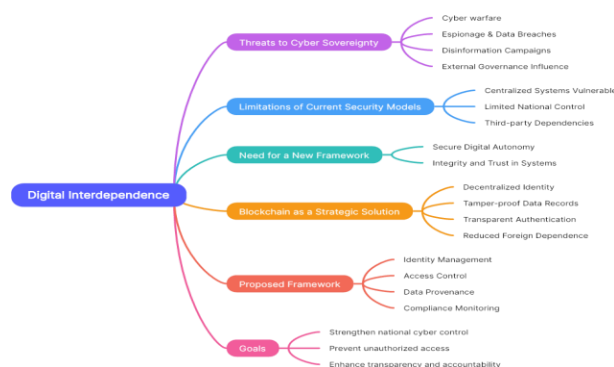 Cyber warfare
Espionage & Data Breaches
Threats to Cyber Sovereignty
Disinformation Campaigns
External Governance Influence
Centralized Systems Vulnerable
Limitations of Current Security Models
Limited National Control
Third-party Dependencies
Secure Digital Autonomy
Need for a New Framework
Integrity and Trust in Systems
Digital Interdependence
Decentralized Identity
Tamper-proof Data Records
Blockchain as a Strategic Solution
Transparent Authentication
Reduced Foreign Dependence
Identity Management
Access Control
Proposed Framework
Data Provenance
Compliance Monitoring
Strengthen national cyber control
Goals
Prevent unauthorized access
Enhance transparency and accountability